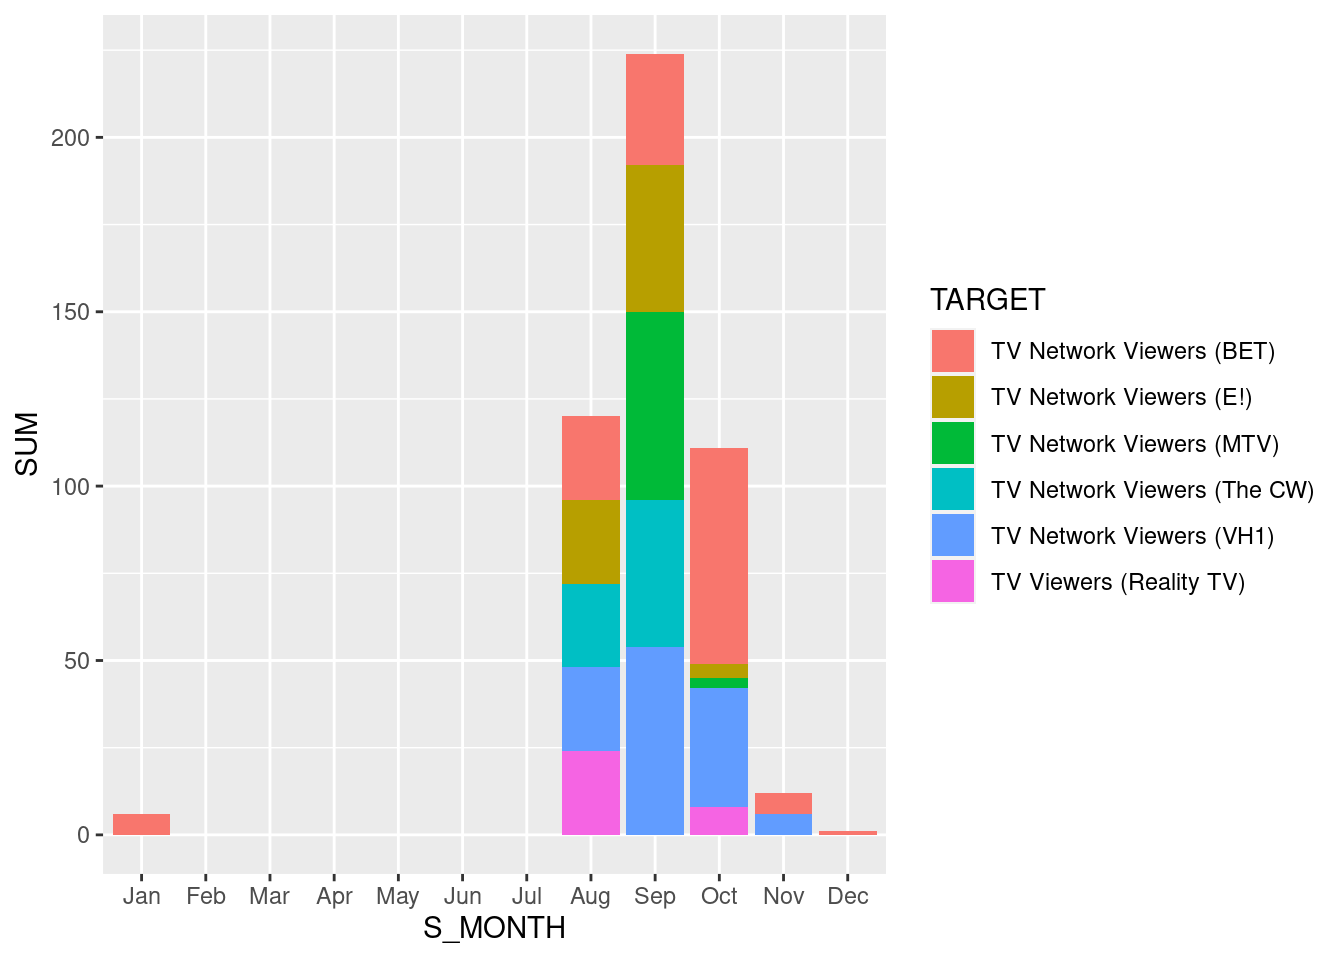 200
150
100
50
0
SUM
Jan Feb Mar Apr May Jun Jul Aug Sep Oct Nov Dec
S_MONTH
TARGET
TV Network Viewers (BET)
TV Network Viewers (E!)
TV Network Viewers (MTV)
TV Network Viewers (The CW)
TV Network Viewers (VH1)
TV Viewers (Reality TV)